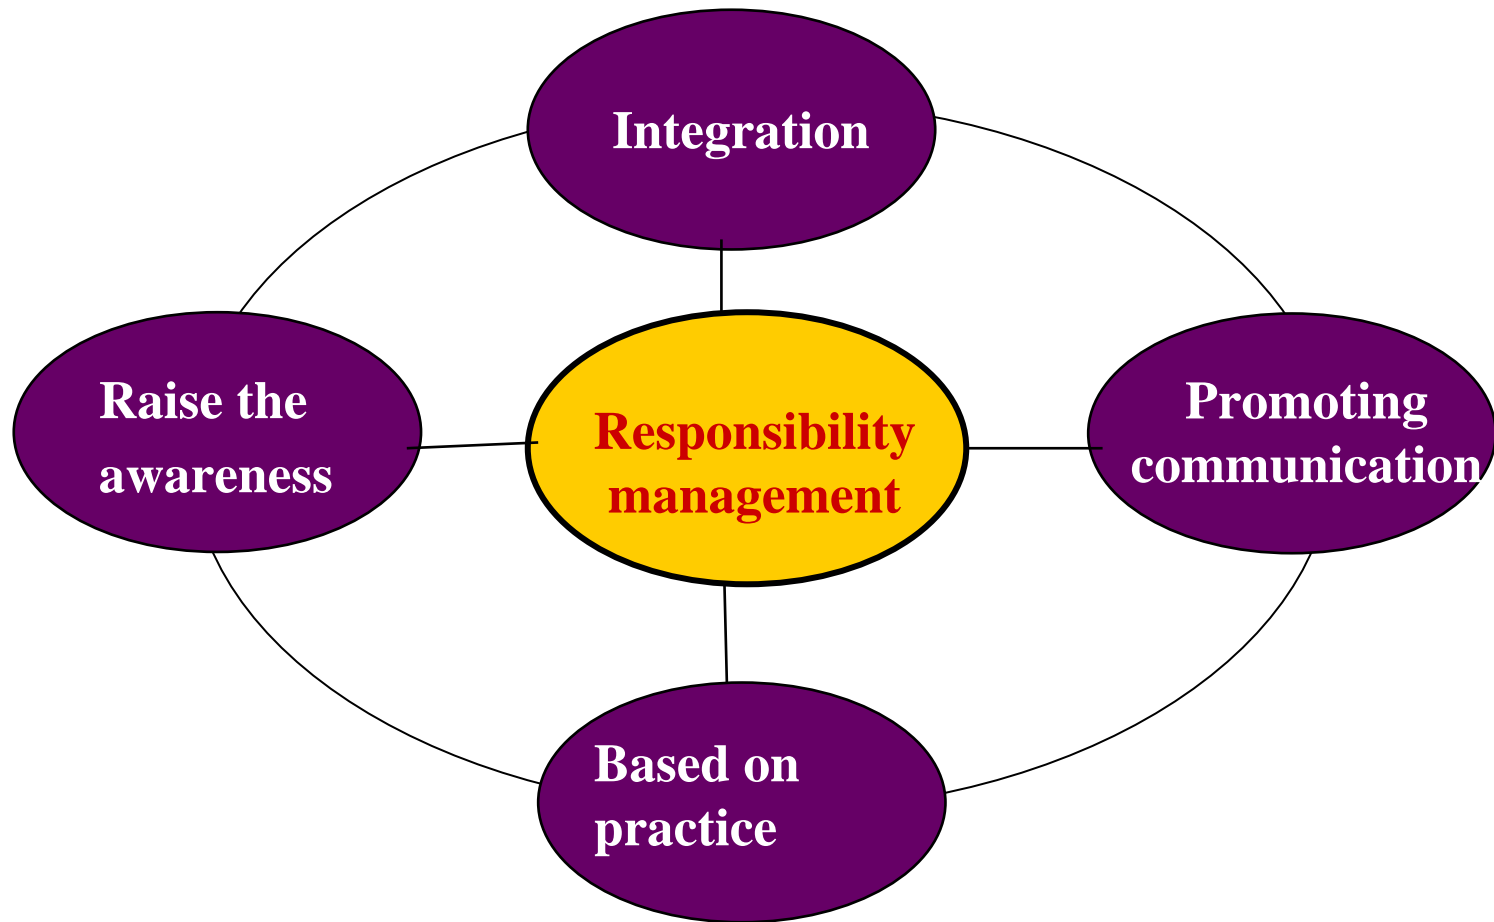 Integration
Raise the
awareness
Responsibility
management
Promoting
communication
Based on
practice